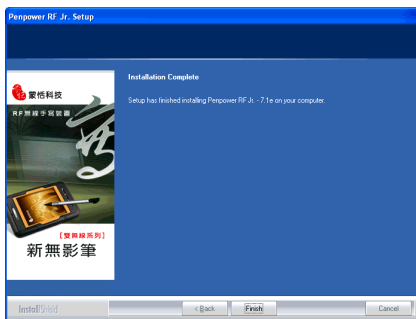 Penpower RF Jr. Setup
Installation Complete
Setup has finished installing Penpower RF Jr. - 7.1e on your computer.
蒙恬科技
RF無線手寫裝置
[雙無線系列]
新無影筆
InstallShield
< Back
Finish
Cancel